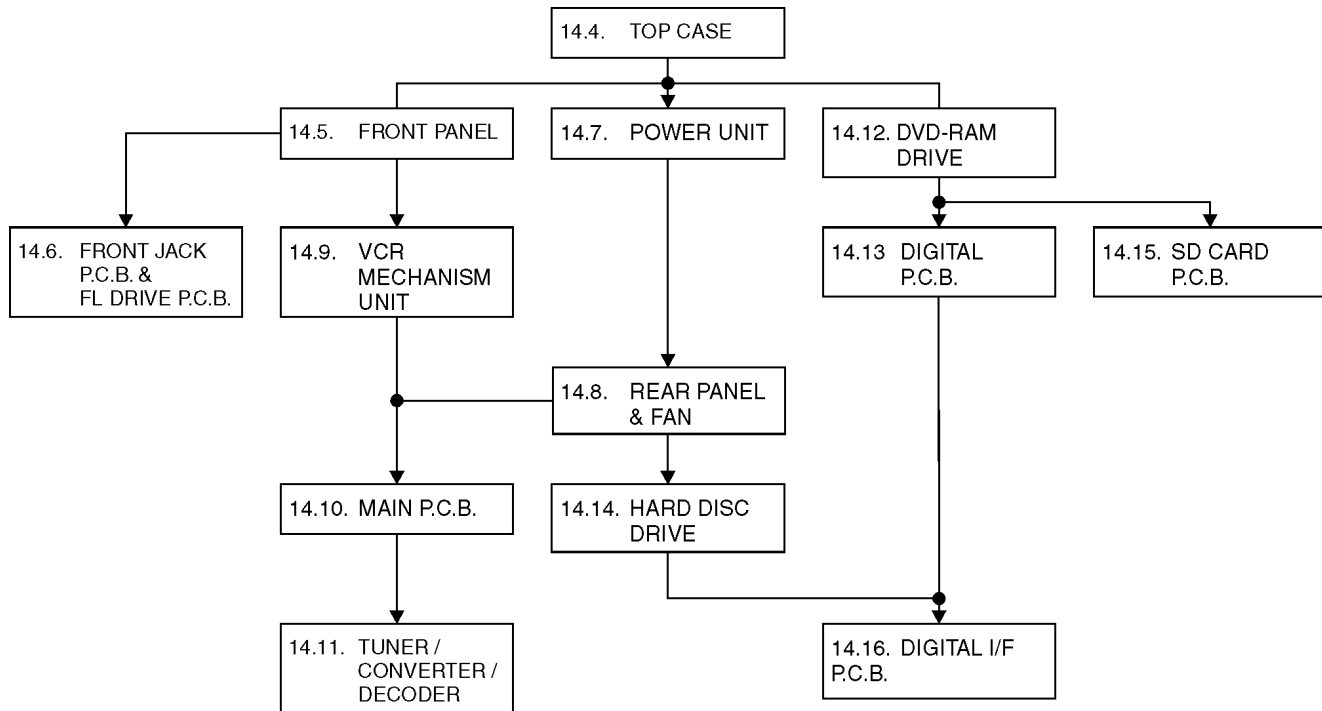 14.4. TOP CASE
14.5. FRONT PANEL
14.7. POWER UNIT
14.12. DVD-RAM
DRIVE
14.6. FRONT JACK
P.C.B. &
FL DRIVE P.C.B.
14.9. VCR
MECHANISM
UNIT
14.13 DIGITAL
P.C.B.
14.15. SD CARD
P.C.B.
14.8. REAR PANEL
& FAN
14.10. MAIN P.C.B.
14.14. HARD DISC
DRIVE
14.11. TUNER /
CONVERTER /
DECODER
14.16. DIGITAL I/F
P.C.B.